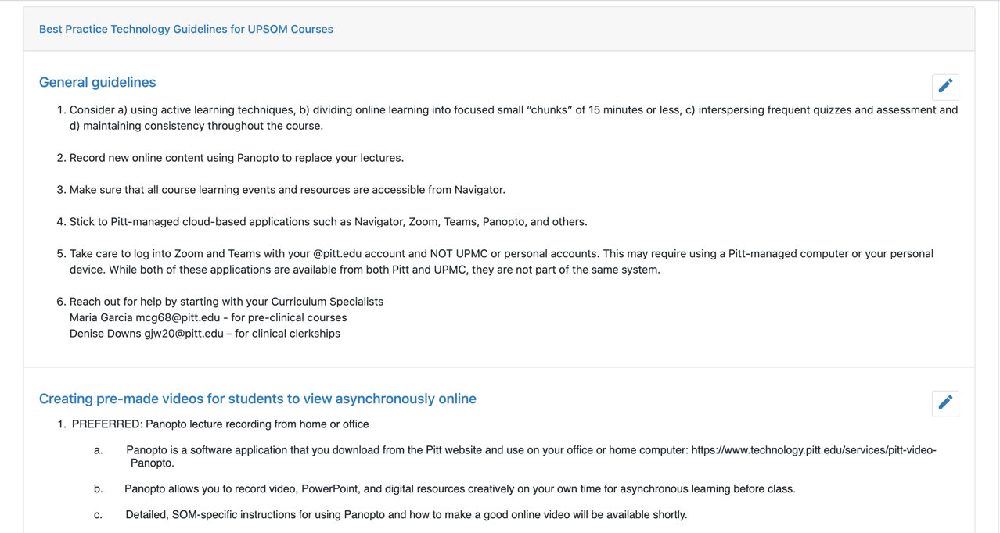 Best Practice Technology Guidelines for UPSOM Courses
General guidelines
1. Consider a) using active learning techniques, b) dividing online learning into focused small “chunks” of 15 minutes or less, c) interspersing frequent quizzes and assessment and
d) maintaining consistency throughout the course.
2. Record new online content using Panopto to replace your lectures.
3. Make sure that all course learning events and resources are accessible from Navigator.
4. Stick to Pitt-managed cloud-based applications such as Navigator, Zoom, Teams, Panopto, and others.
5. Take care to log into Zoom and Teams with your @pitt.edu account and NOT UPMC or personal accounts. This may require using a Pitt-managed computer or your personal
device. While both of these applications are available from both Pitt and UPMC, they are not part of the same system.
6. Reach out for help by starting with your Curriculum Specialists
Maria Garcia mcg68@pitt.edu - for pre-clinical courses
Denise Downs gjw20@pitt.edu – for clinical clerkships
Creating pre-made videos for students to view asynchronously online
1. PREFERRED: Panopto lecture recording from home or office
a. Panopto is a software application that you download from the Pitt website and use on your office or home computer: https://www.technology.pitt.edu/services/pitt-video-
Panopto.
b. Panopto allows you to record video, PowerPoint, and digital resources creatively on your own time for asynchronous learning before class.
c. Detailed, SOM-specific instructions for using Panopto and how to make a good online video will be available shortly.